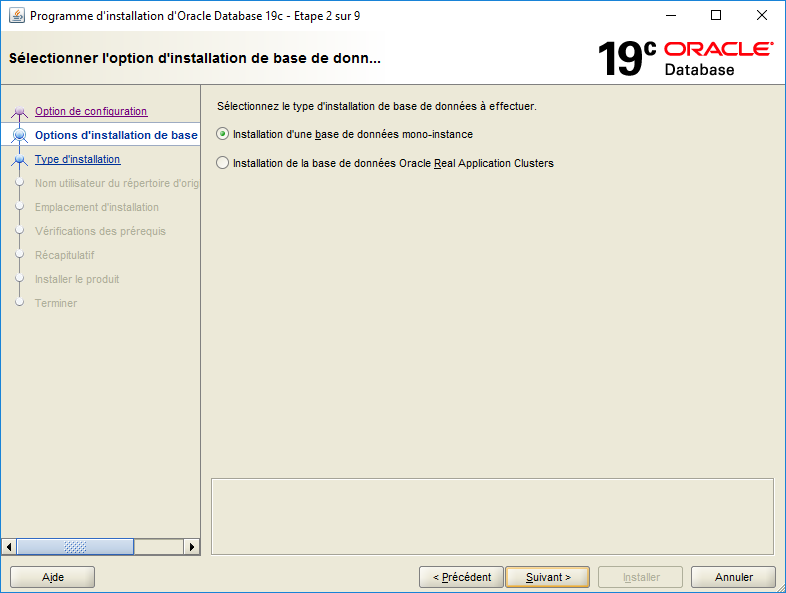 Programme d'installation d'Oracle Database 19c - Etape 2 sur 9
Sélectionner l'option d'installation de base de donn...
19c ORACLE
Database
Option de configuration
Options d'installation de base
Type d'installation
Nom utilisateur du répertoire d'orig
Emplacement d'installation
Vérifications des prérequis
Récapitulatif
Installer le produit
Terminer
Sélectionnez le type d'installation de base de données à effectuer.
Installation d'une base de données mono-instance
Installation de la base de données Oracle Real Application Clusters
Aide
< Précédent
Suivant >
Installer
Annuler